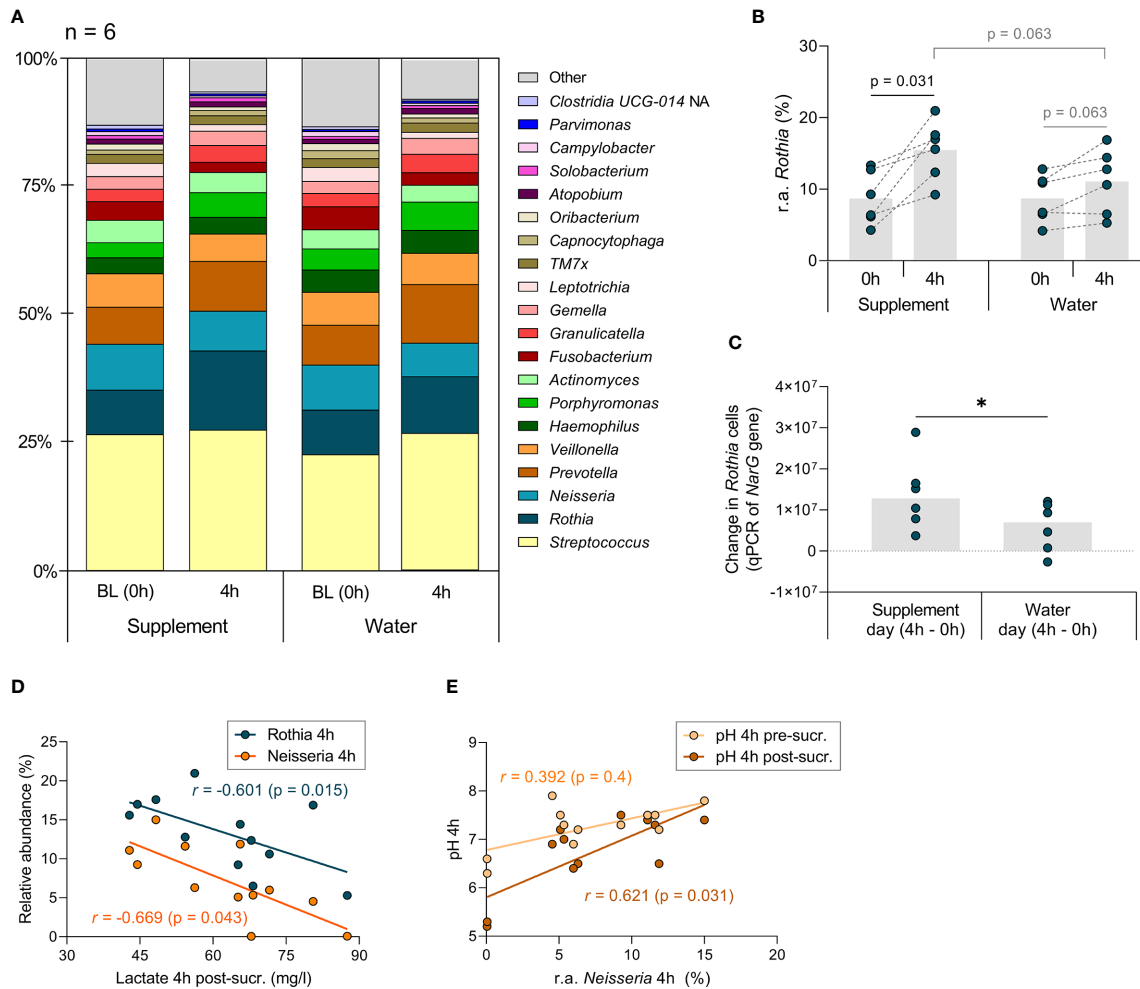 A
n = 6
100%
75%
50%
25%
0%
BL (0h)
4h
BL (0h)
4h
Supplement
Water
Other
Clostridia UCG-014 NA
Parvimonas
Campylobacter
Solobacterium
Atopobium
Oribacterium
Capnocytophaga
TM7x
Leptotrichia
Gemella
Granulicatella
Fusobacterium
Actinomyces
Porphyromonas
Haemophilus
Veillonella
Prevotella
Neisseria
Rothia
Streptococcus
B
r.a. Rothia (%)
30
20
10
0
p = 0.063
p = 0.031
p = 0.063
0h
4h
0h
4h
Supplement
Water
C
Change in Rothia cells
(qPCR of NarG gene)
4×10⁷
3×10⁷
2×10⁷
1×10⁷
0
-1×10⁷
*
Supplement
day (4h - 0h)
Water
day (4h - 0h)
D
Rothia 4h
Neisseria 4h
Relative abundance (%)
25
20
15
10
5
0
r = -0.601 (p = 0.015)
r = -0.669 (p = 0.043)
30
45
60
75
90
Lactate 4h post-sucr. (mg/l)
E
pH 4h pre-sucr.
pH 4h post-sucr.
pH 4h
9
8
7
6
5
r = 0.392 (p = 0.4)
r = 0.621 (p = 0.031)
0
5
10
15
20
r.a. Neisseria 4h (%)